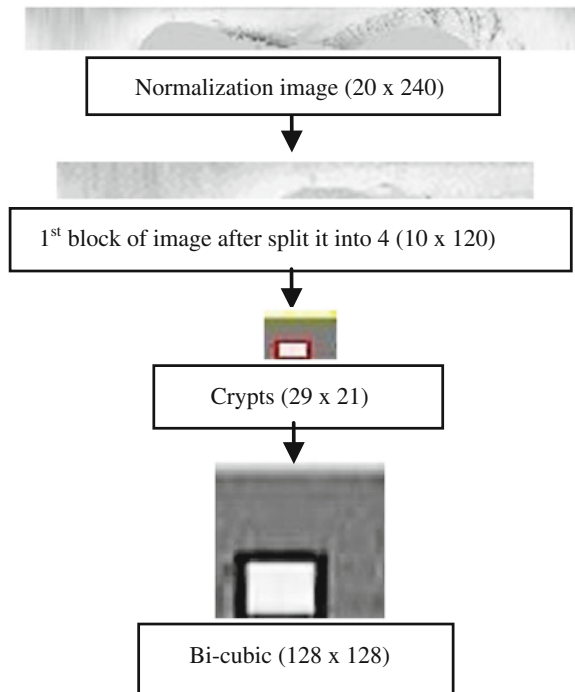 Normalization image (20 x 240)
1st block of image after split it into 4 (10 x 120)
Crypts (29 x 21)
Bi-cubic (128 x 128)